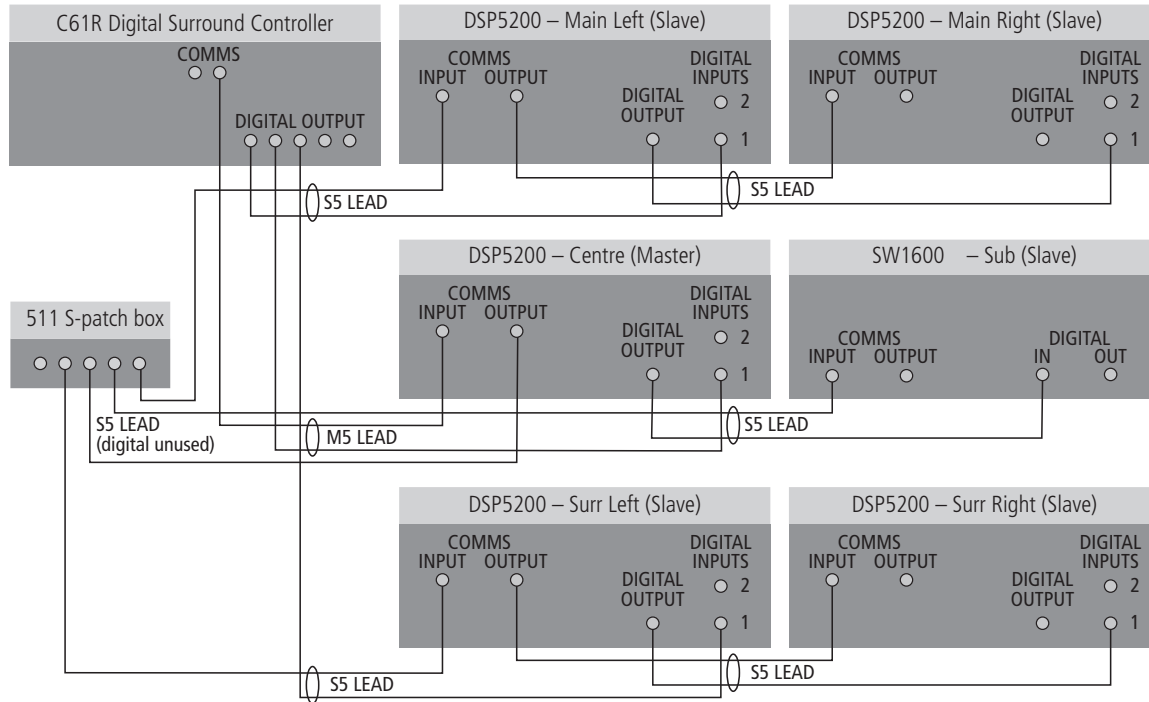 C61R Digital Surround Controller
COMMS
DIGITAL OUTPUT
DSP5200 – Main Left (Slave)
COMMS
INPUT OUTPUT
DIGITAL
OUTPUT
DIGITAL
INPUTS
2
1
DSP5200 – Main Right (Slave)
COMMS
INPUT OUTPUT
DIGITAL
OUTPUT
DIGITAL
INPUTS
2
1
S5 LEAD
S5 LEAD
511 S-patch box
S5 LEAD
(digital unused)
DSP5200 – Centre (Master)
COMMS
INPUT OUTPUT
DIGITAL
OUTPUT
DIGITAL
INPUTS
2
1
SW1600 – Sub (Slave)
COMMS
INPUT OUTPUT
DIGITAL
IN OUT
M5 LEAD
S5 LEAD
DSP5200 – Surr Left (Slave)
COMMS
INPUT OUTPUT
DIGITAL
OUTPUT
DIGITAL
INPUTS
2
1
DSP5200 – Surr Right (Slave)
COMMS
INPUT OUTPUT
DIGITAL
OUTPUT
DIGITAL
INPUTS
2
1
S5 LEAD
S5 LEAD